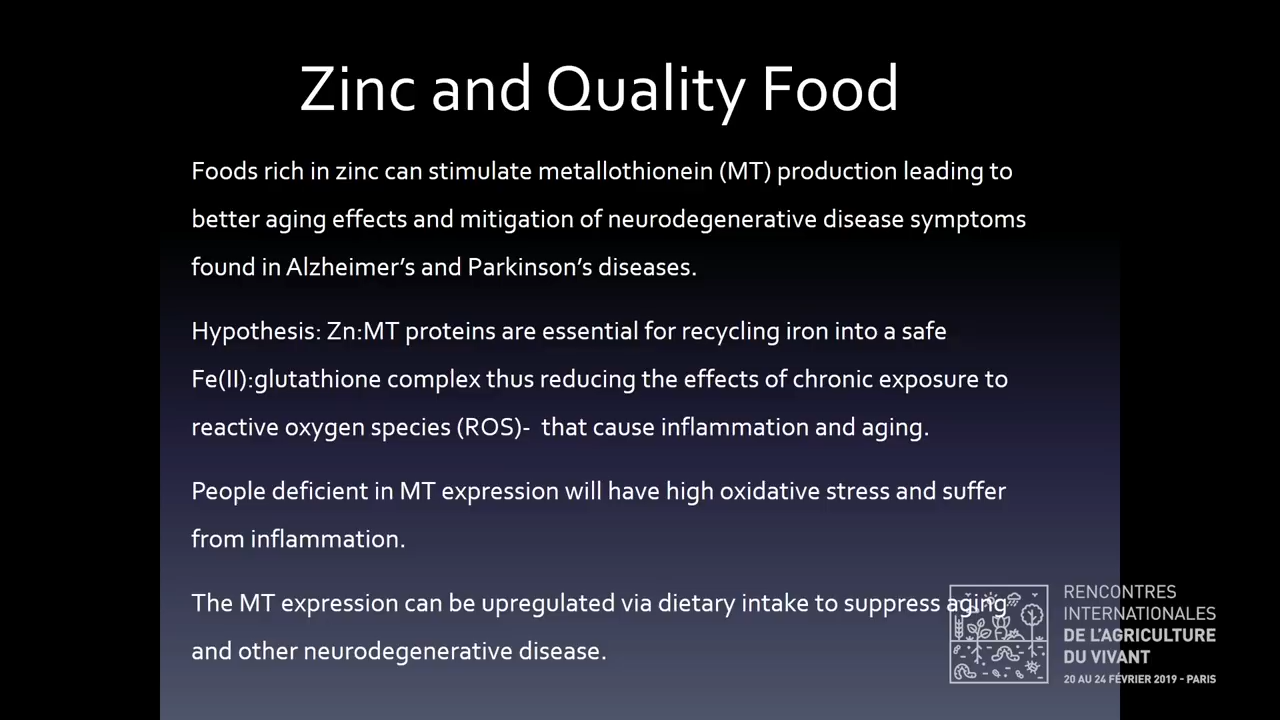 Zinc and Quality Food
Foods rich in zinc can stimulate metallothionein (MT) production leading to
better aging effects and mitigation of neurodegenerative disease symptoms
found in Alzheimer’s and Parkinson’s diseases.
Hypothesis: Zn:MT proteins are essential for recycling iron into a safe
Fe(II):glutathione complex thus reducing the effects of chronic exposure to
reactive oxygen species (ROS)-  that cause inflammation and aging.
People deficient in MT expression will have high oxidative stress and suffer
from inflammation.
The MT expression can be upregulated via dietary intake to suppress aging
and other neurodegenerative disease.
RENCONTRES
INTERNATIONALES
DE L'AGRICULTURE
DU VIVANT
20 AU 24 FÉVRIER 2019 - PARIS